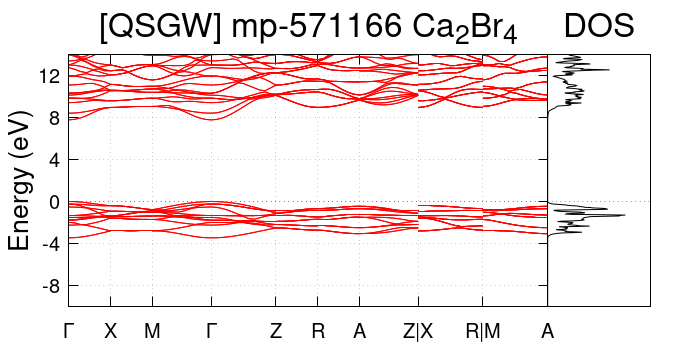 [QSGW] mp-571166 Ca₂Br₄ DOS
Energy (eV)
12
8
4
0
-4
-8
Γ X M Γ Z R A Z|X R|M A